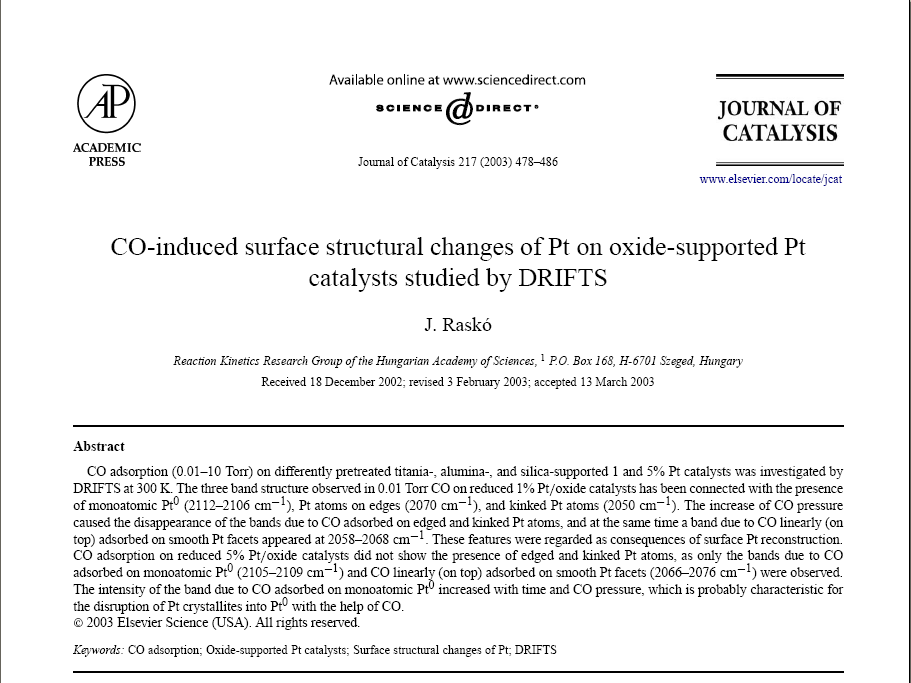 Available online at www.sciencedirect.com
AP
SCIENCE d DIRECT®
JOURNAL OF
CATALYSIS
ACADEMIC
PRESS
Journal of Catalysis 217 (2003) 478–486
www.elsevier.com/locate/jcat
CO-induced surface structural changes of Pt on oxide-supported Pt
catalysts studied by DRIFTS
J. Raskó
Reaction Kinetics Research Group of the Hungarian Academy of Sciences, ¹ P.O. Box 168, H-6701 Szeged, Hungary
Received 18 December 2002; revised 3 February 2003; accepted 13 March 2003
Abstract
CO adsorption (0.01–10 Torr) on differently pretreated titania-, alumina-, and silica-supported 1 and 5% Pt catalysts was investigated by
DRIFTS at 300 K. The three band structure observed in 0.01 Torr CO on reduced 1% Pt/oxide catalysts has been connected with the presence
of monoatomic Pt⁰ (2112–2106 cm⁻¹), Pt atoms on edges (2070 cm⁻¹), and kinked Pt atoms (2050 cm⁻¹). The increase of CO pressure
caused the disappearance of the bands due to CO adsorbed on edged and kinked Pt atoms, and at the same time a band due to CO linearly (on
top) adsorbed on smooth Pt facets appeared at 2058–2068 cm⁻¹. These features were regarded as consequences of surface Pt reconstruction.
CO adsorption on reduced 5% Pt/oxide catalysts did not show the presence of edged and kinked Pt atoms, as only the bands due to CO
adsorbed on monoatomic Pt⁰ (2105–2109 cm⁻¹) and CO linearly (on top) adsorbed on smooth Pt facets (2066–2076 cm⁻¹) were observed.
The intensity of the band due to CO adsorbed on monoatomic Pt⁰ increased with time and CO pressure, which is probably characteristic for
the disruption of Pt crystallites into Pt⁰ with the help of CO.
© 2003 Elsevier Science (USA). All rights reserved.
Keywords: CO adsorption; Oxide-supported Pt catalysts; Surface structural changes of Pt; DRIFTS